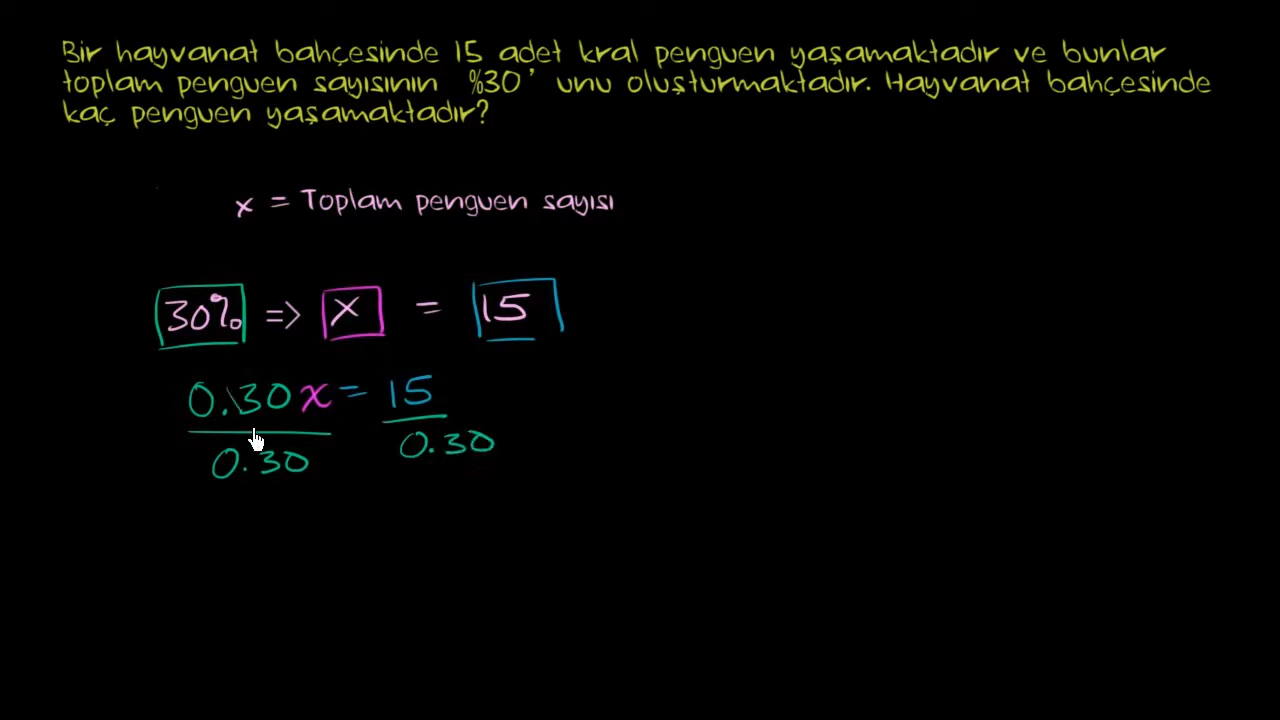 Bir hayvanat bahçesinde 15 adet kral penguen yaşamaktadır ve bunlar
toplam penguen sayısının %30' unu oluşturmaktadır. Hayvanat bahçesinde
kaç penguen yaşamaktadır?
x = Toplam penguen sayısı
30% => x = 15
0.30x = 15
0.30 0.30